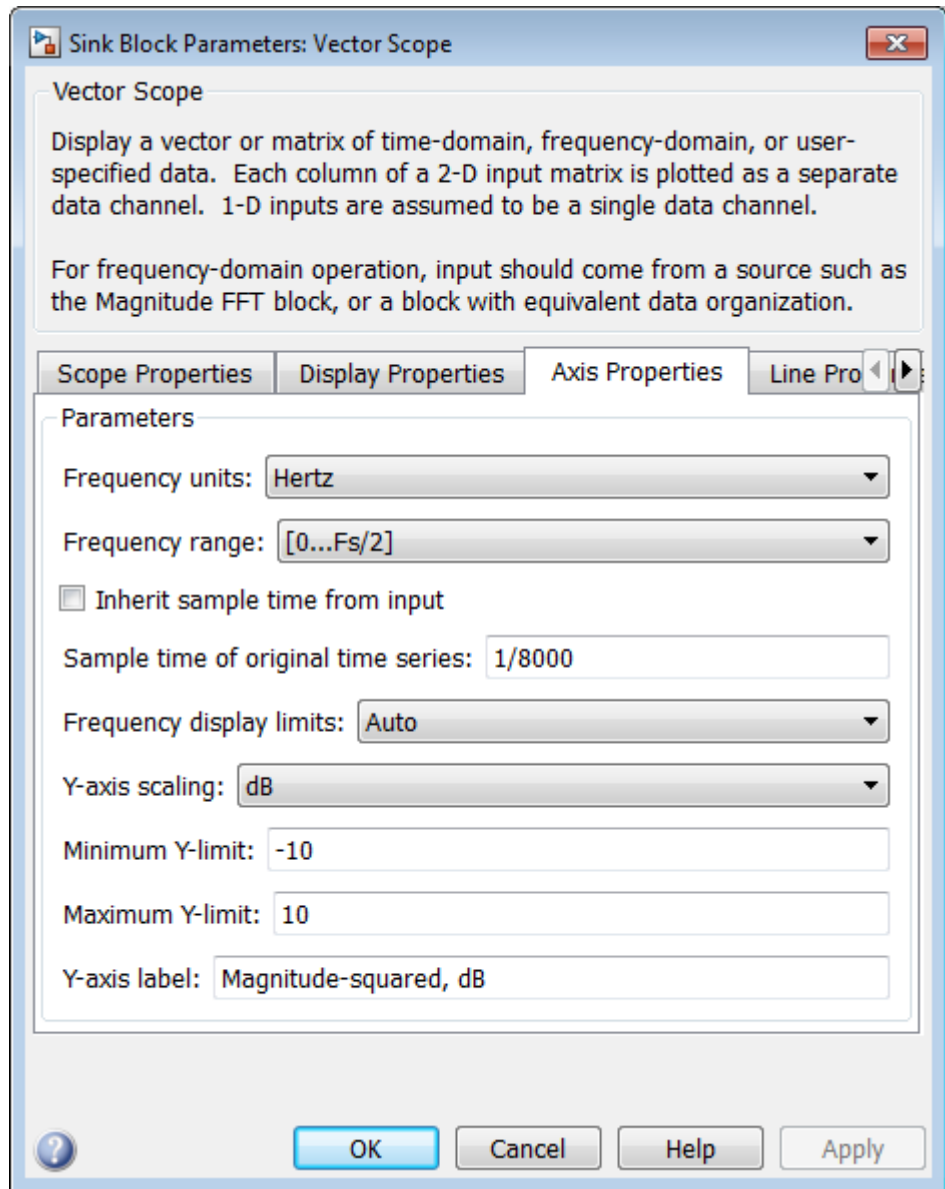 Sink Block Parameters: Vector Scope
Vector Scope
Display a vector or matrix of time-domain, frequency-domain, or user-
specified data.  Each column of a 2-D input matrix is plotted as a separate
data channel.  1-D inputs are assumed to be a single data channel.
For frequency-domain operation, input should come from a source such as
the Magnitude FFT block, or a block with equivalent data organization.
Scope Properties Display Properties Axis Properties Line Pro
Parameters
Frequency units: Hertz
Frequency range: [0...Fs/2]
Inherit sample time from input
Sample time of original time series: 1/8000
Frequency display limits: Auto
Y-axis scaling: dB
Minimum Y-limit: -10
Maximum Y-limit: 10
Y-axis label: Magnitude-squared, dB
OK Cancel Help Apply